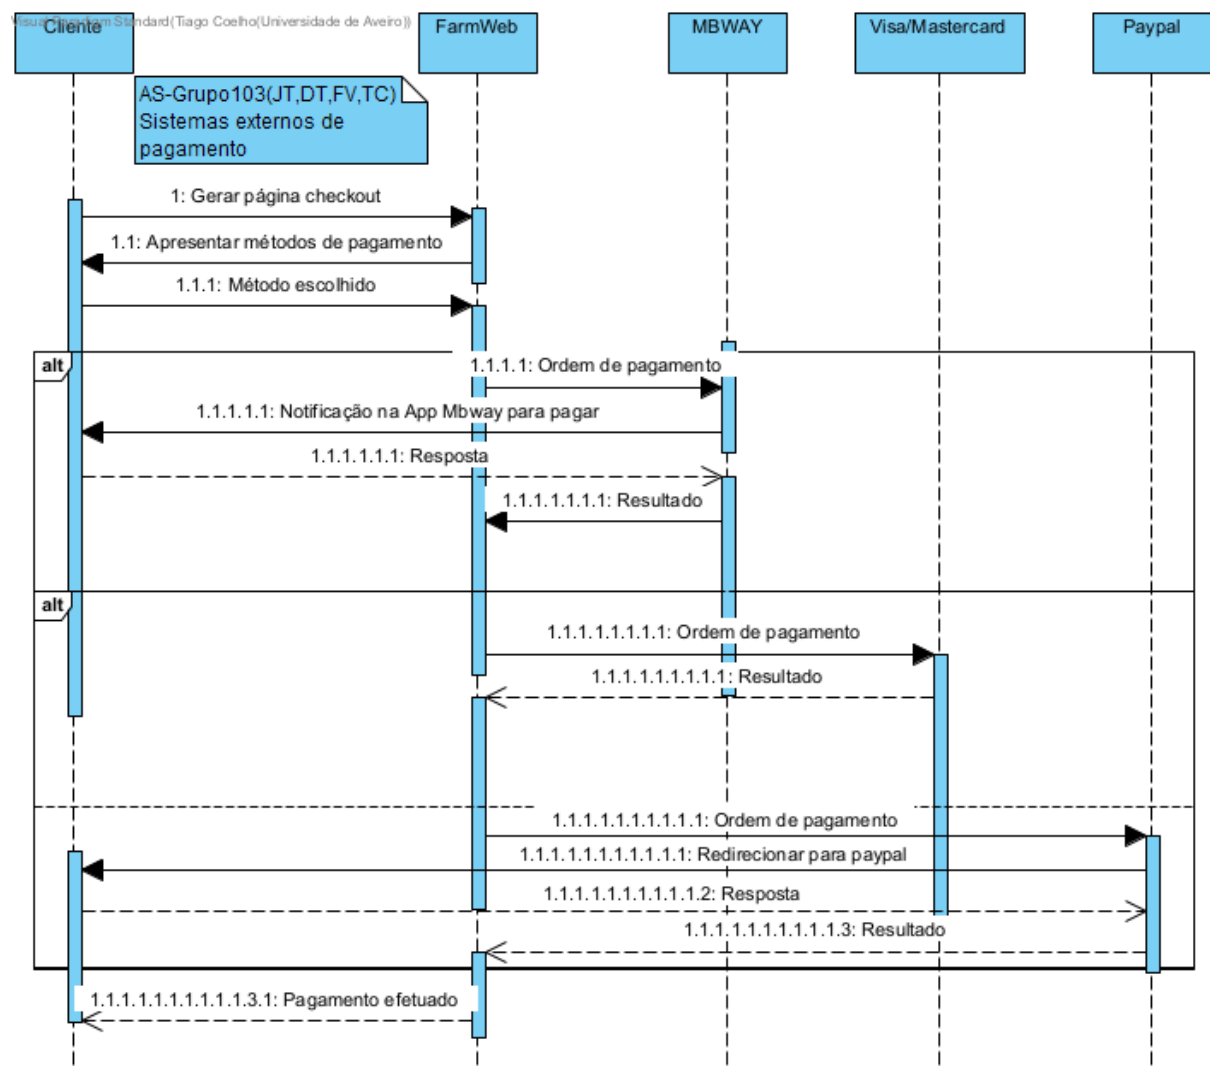 Visual Paradigm Standard(Tiago Coelho(Universidade de Aveiro))
Cliente
FarmWeb
MBWAY
Visa/Mastercard
Paypal
AS-Grupo103(JT,DT,FV,TC)
Sistemas externos de
pagamento
1: Gerar página checkout
1.1: Apresentar métodos de pagamento
1.1.1: Método escolhido
alt
1.1.1.1: Ordem de pagamento
1.1.1.1.1: Notificação na App Mbway para pagar
1.1.1.1.1.1: Resposta
1.1.1.1.1.1.1: Resultado
alt
1.1.1.1.1.1.1.1: Ordem de pagamento
1.1.1.1.1.1.1.1.1: Resultado
1.1.1.1.1.1.1.1.1.1: Ordem de pagamento
1.1.1.1.1.1.1.1.1.1.1: Redirecionar para paypal
1.1.1.1.1.1.1.1.1.1.2: Resposta
1.1.1.1.1.1.1.1.1.1.3: Resultado
1.1.1.1.1.1.1.1.1.1.3.1: Pagamento efetuado